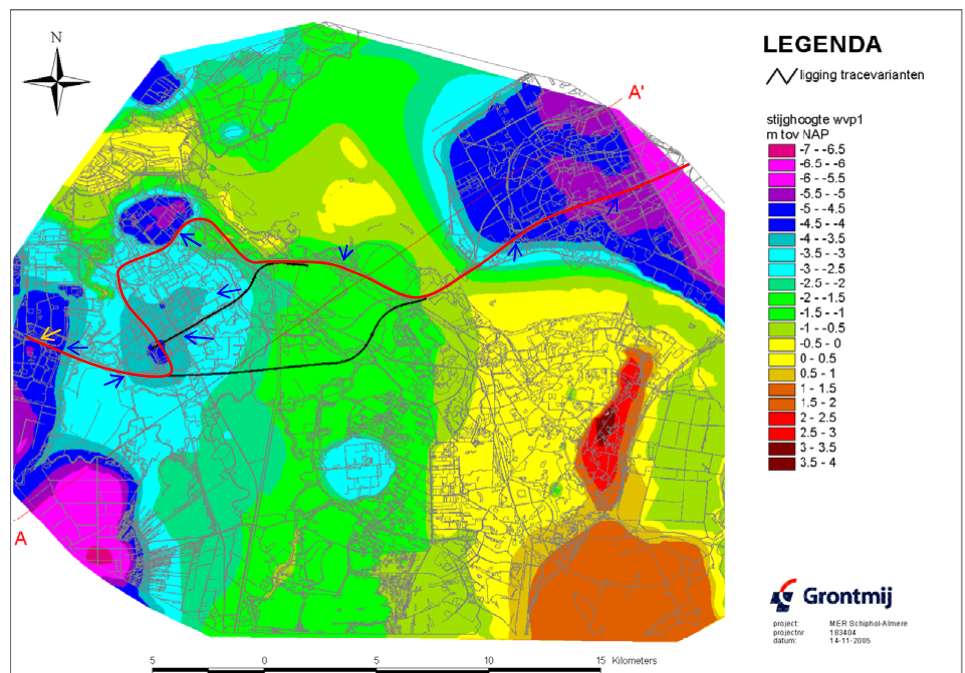 N
A'
A
LEGENDA
ligging tracevarianten
stijghoogte wvp1
m tov NAP
-7 - -6.5
-6.5 - -6
-6 - -5.5
-5.5 - -5
-5 - -4.5
-4.5 - -4
-4 - -3.5
-3.5 - -3
-3 - -2.5
-2.5 - -2
-2 - -1.5
-1.5 - -1
-1 - -0.5
-0.5 - 0
0 - 0.5
0.5 - 1
1 - 1.5
1.5 - 2
2 - 2.5
2.5 - 3
3 - 3.5
3.5 - 4
Grontmij
project: MER Schiphol-Almere
projectnr 183404
datum: 14-11-2005
5 0 5 10 15 Kilometers